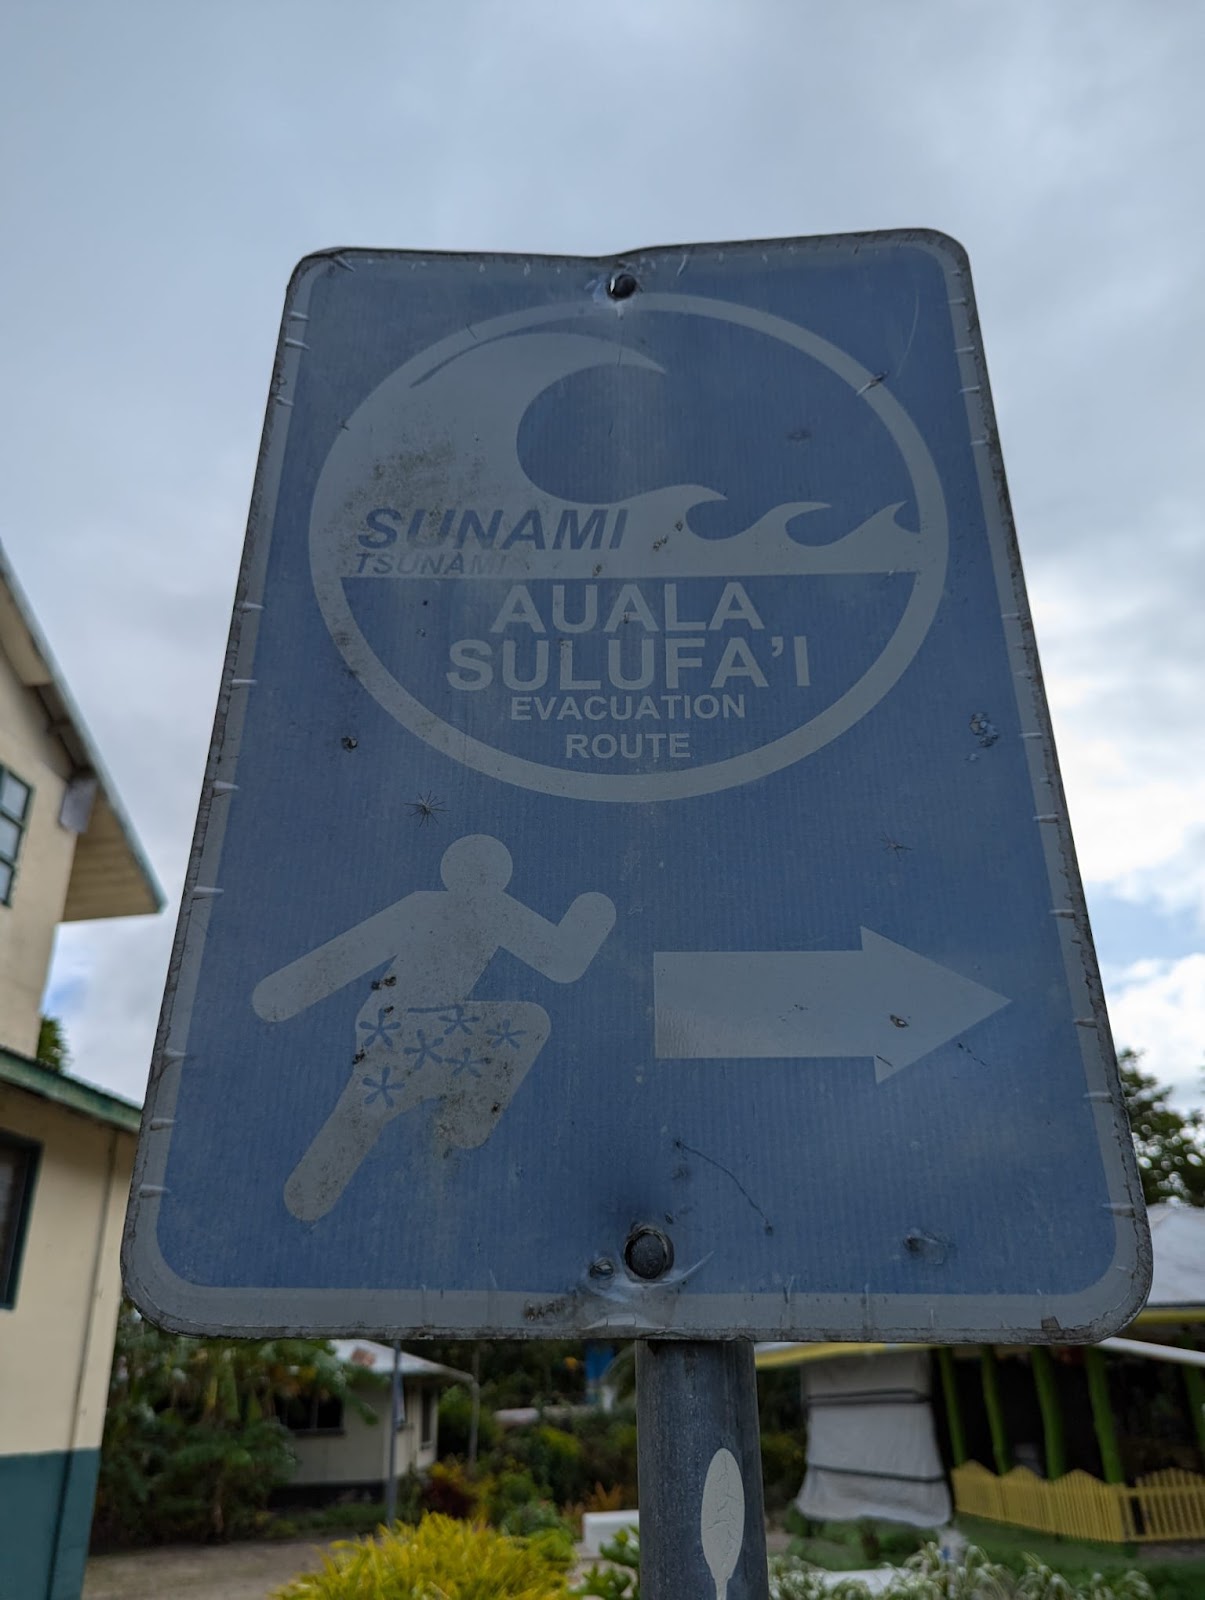 SUNAMI
TSUNAMI
AUALA
SULUFA'I
EVACUATION
ROUTE